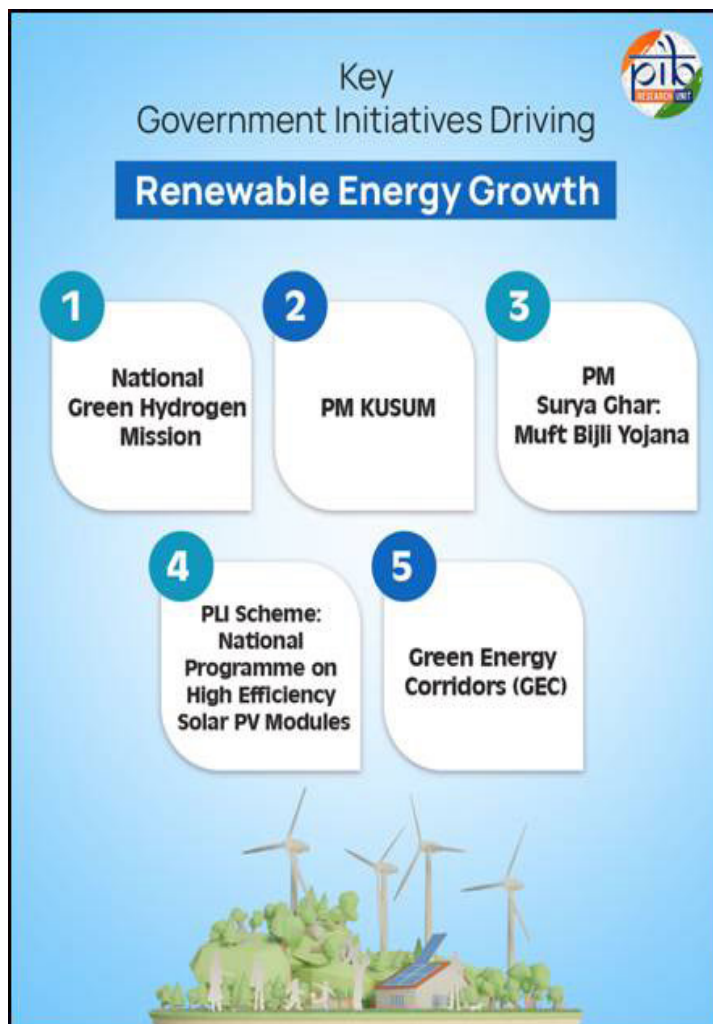 pib
RESEARCH UNIT
Key
Government Initiatives Driving
Renewable Energy Growth
1
National
Green Hydrogen
Mission
2
PM KUSUM
3
PM
Surya Ghar:
Muft Bijli Yojana
4
PLI Scheme:
National
Programme on
High Efficiency
Solar PV Modules
5
Green Energy
Corridors (GEC)